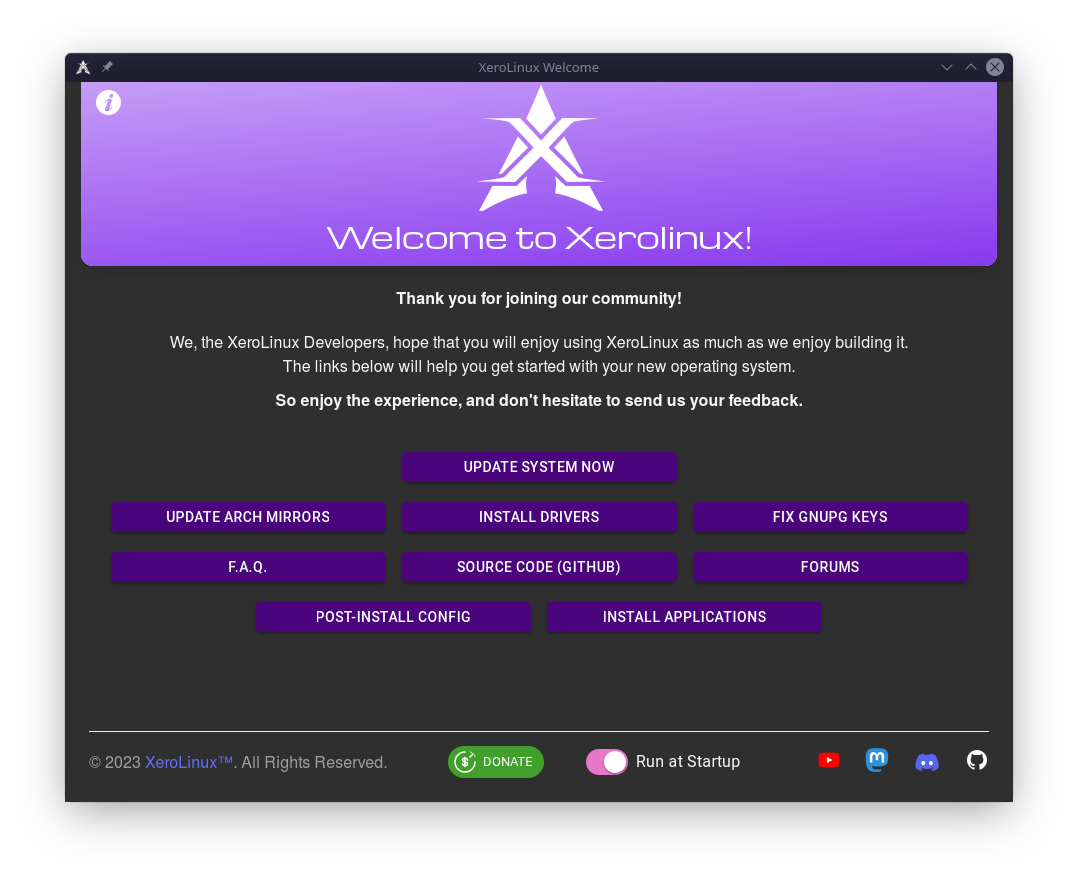 XeroLinux Welcome
i
Welcome to Xerolinux!
Thank you for joining our community!
We, the XeroLinux Developers, hope that you will enjoy using XeroLinux as much as we enjoy building it.
The links below will help you get started with your new operating system.
So enjoy the experience, and don't hesitate to send us your feedback.
UPDATE SYSTEM NOW
UPDATE ARCH MIRRORS INSTALL DRIVERS FIX GNUPG KEYS
F.A.Q. SOURCE CODE (GITHUB) FORUMS
POST-INSTALL CONFIG INSTALL APPLICATIONS
© 2023 XeroLinux™. All Rights Reserved. $ DONATE Run at Startup m